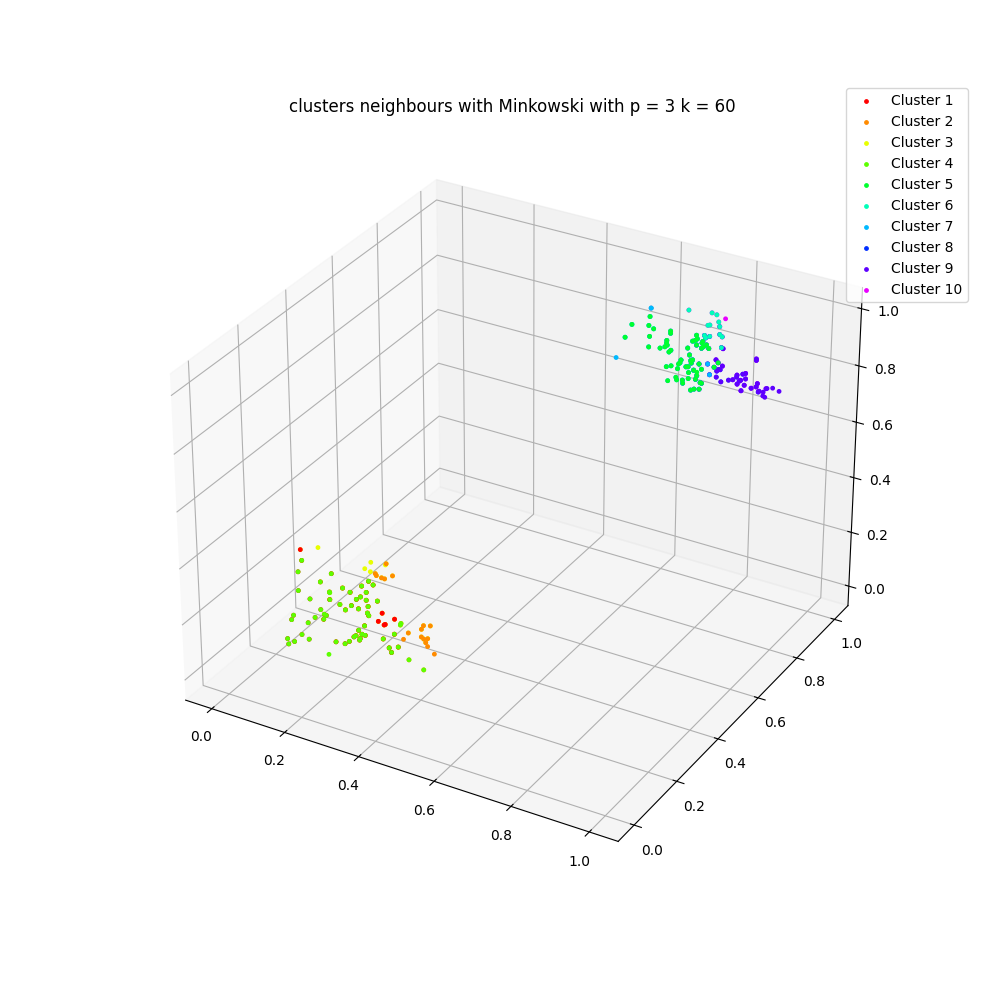 clusters neighbours with Minkowski with p = 3 k = 60
Cluster 1
Cluster 2
Cluster 3
Cluster 4
Cluster 5
Cluster 6
Cluster 7
Cluster 8
Cluster 9
Cluster 10
1.0
0.8
0.6
0.4
0.2
0.0
0.0
0.2
0.4
0.6
0.8
1.0
1.0
0.8
0.6
0.4
0.2
0.0